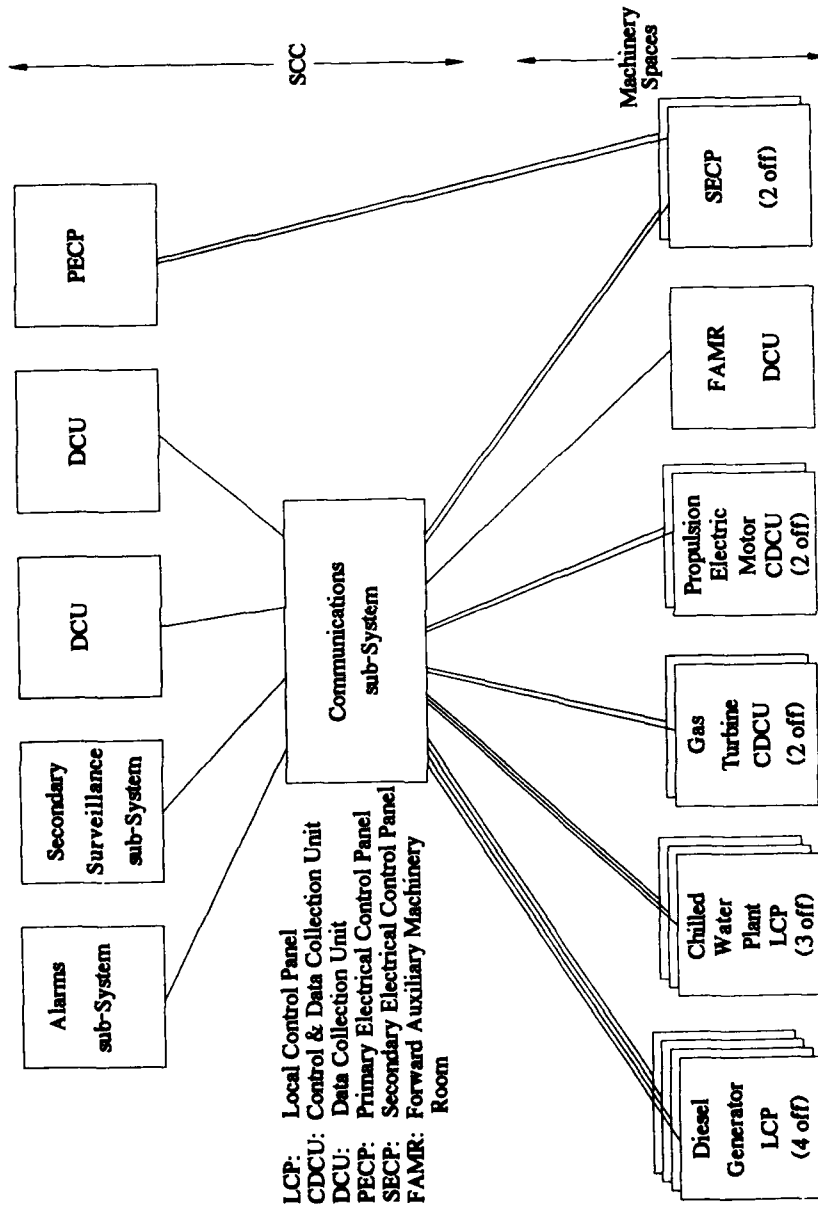 Alarms
sub-System
Secondary
Surveillance
sub-System
DCU
DCU
PECP
SCC
Communications
sub-System
LCP: Local Control Panel
CDCU: Control & Data Collection Unit
DCU: Data Collection Unit
PECP: Primary Electrical Control Panel
SECP: Secondary Electrical Control Panel
FAMR: Forward Auxiliary Machinery
Room
Diesel
Generator
LCP
(4 off)
Chilled
Water
Plant
LCP
(3 off)
Gas
Turbine
CDCU
(2 off)
Propulsion
Electric
Motor
CDCU
(2 off)
FAMR
DCU
SECP
(2 off)
Machinery
Spaces